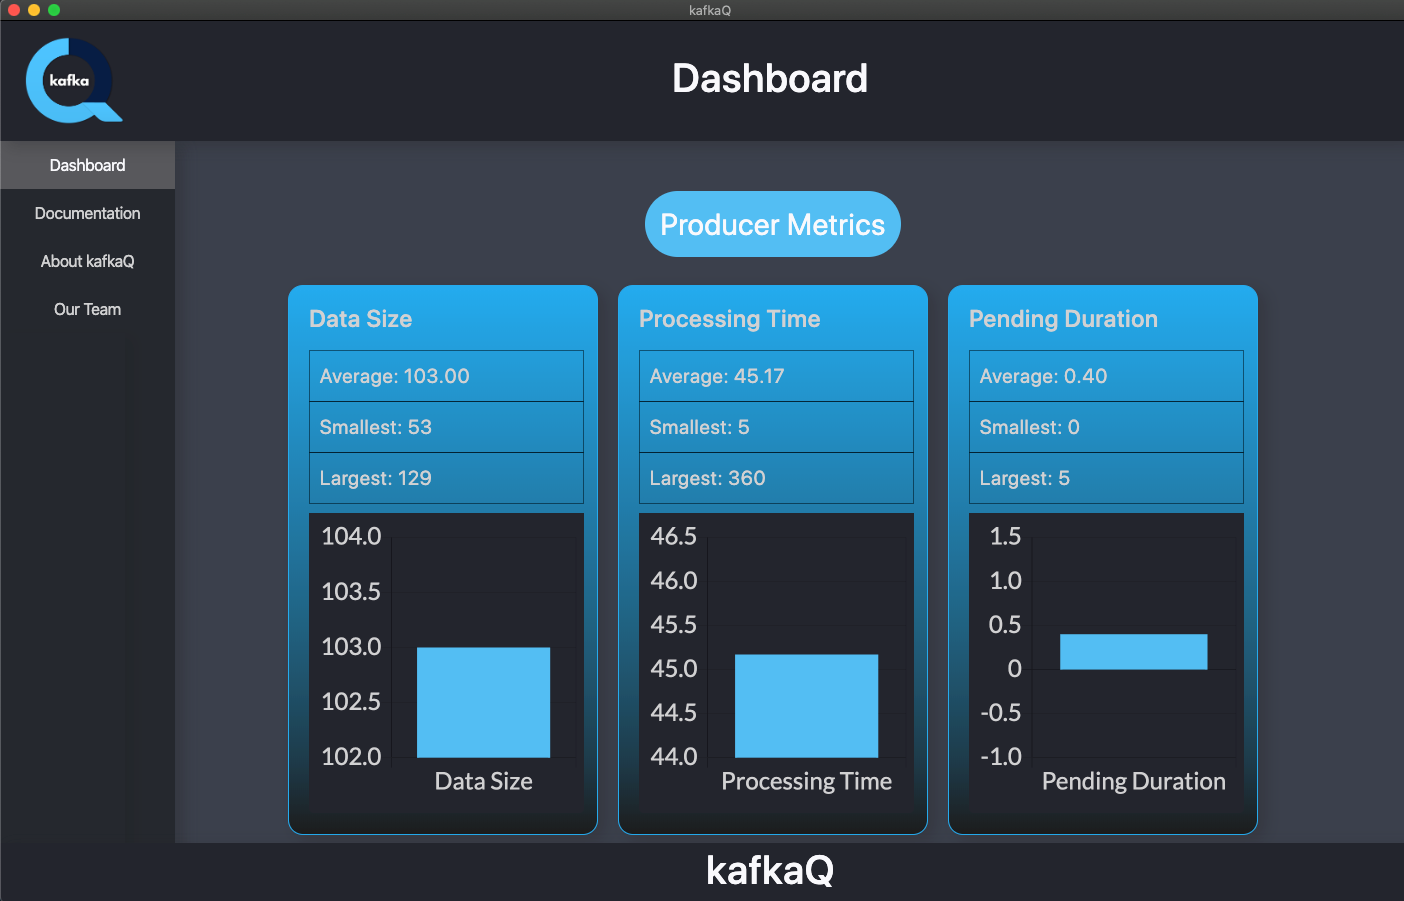 kafkaQ
kafka
Dashboard
Dashboard
Documentation
About kafkaQ
Our Team
Producer Metrics
Data Size
Average: 103.00
Smallest: 53
Largest: 129
104.0
103.5
103.0
102.5
102.0
Data Size
Processing Time
Average: 45.17
Smallest: 5
Largest: 360
46.5
46.0
45.5
45.0
44.5
44.0
Processing Time
Pending Duration
Average: 0.40
Smallest: 0
Largest: 5
1.5
1.0
0.5
0
-0.5
-1.0
Pending Duration
kafkaQ